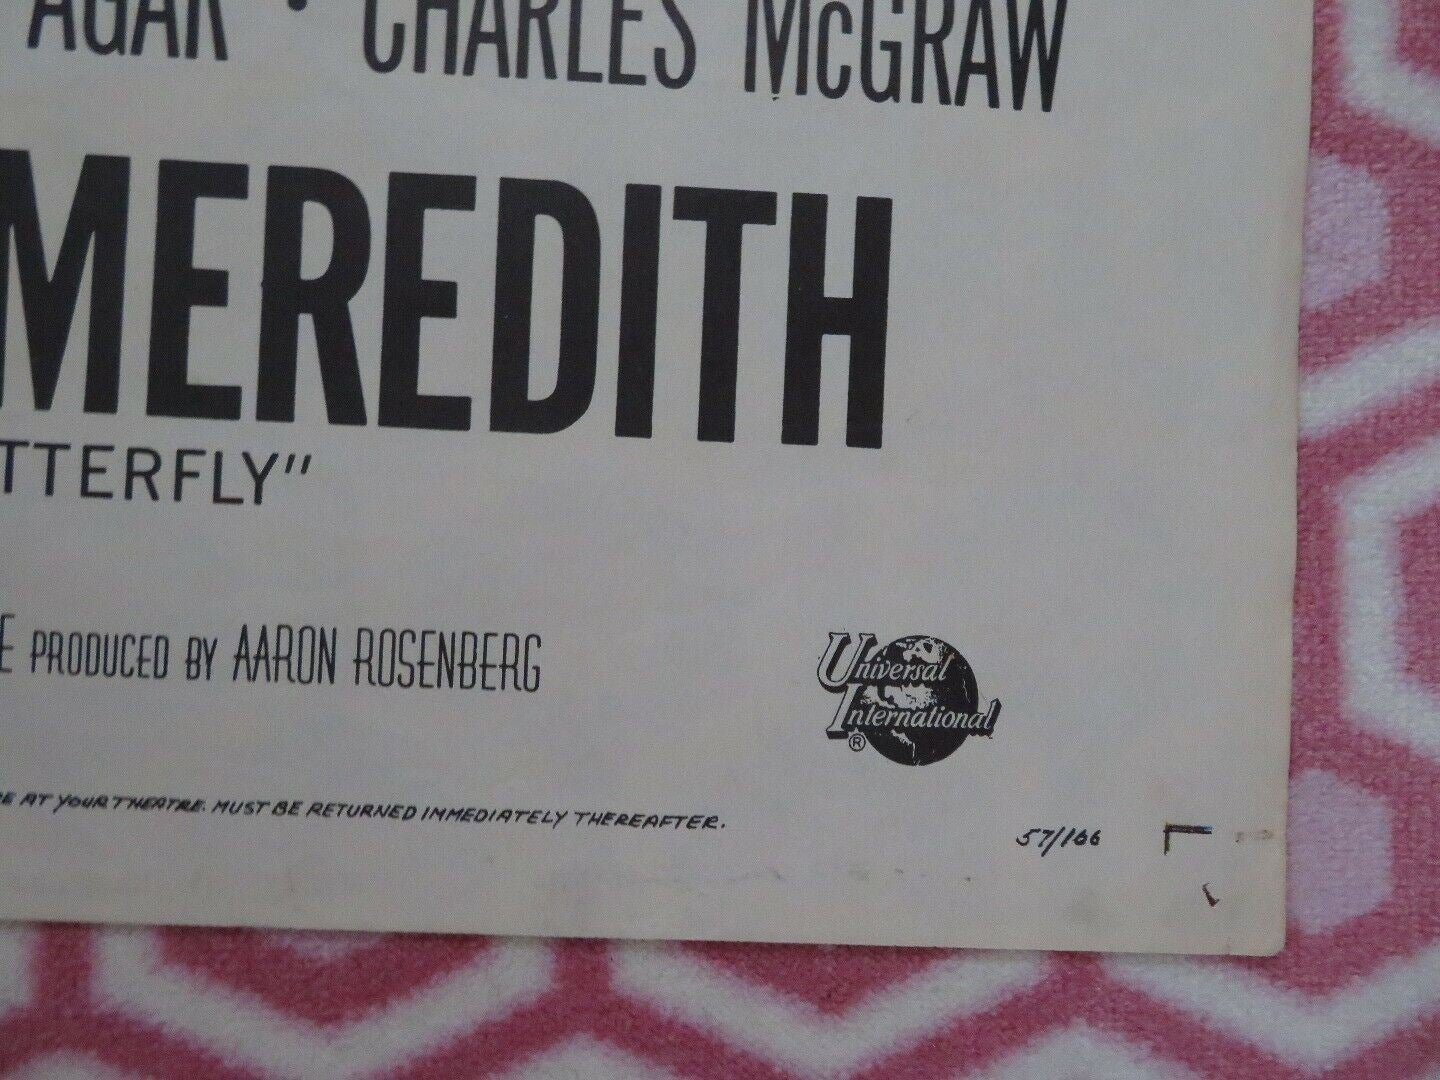 AGAR • CHARLES McGRAW
MEREDITH
TTERFLY"
E PRODUCED BY AARON ROSENBERG
Universal
International
®
RE AT YOUR THEATRE. MUST BE RETURNED IMMEDIATELY THEREAFTER.
57/166